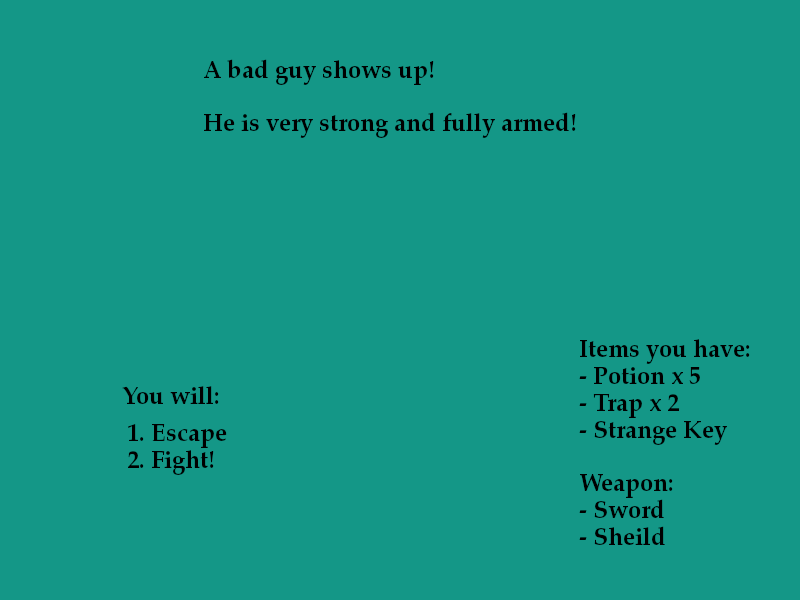 A bad guy shows up!
He is very strong and fully armed!
You will:
1. Escape
2. Fight!
Items you have:
- Potion x 5
- Trap x 2
- Strange Key
Weapon:
- Sword
- Sheild